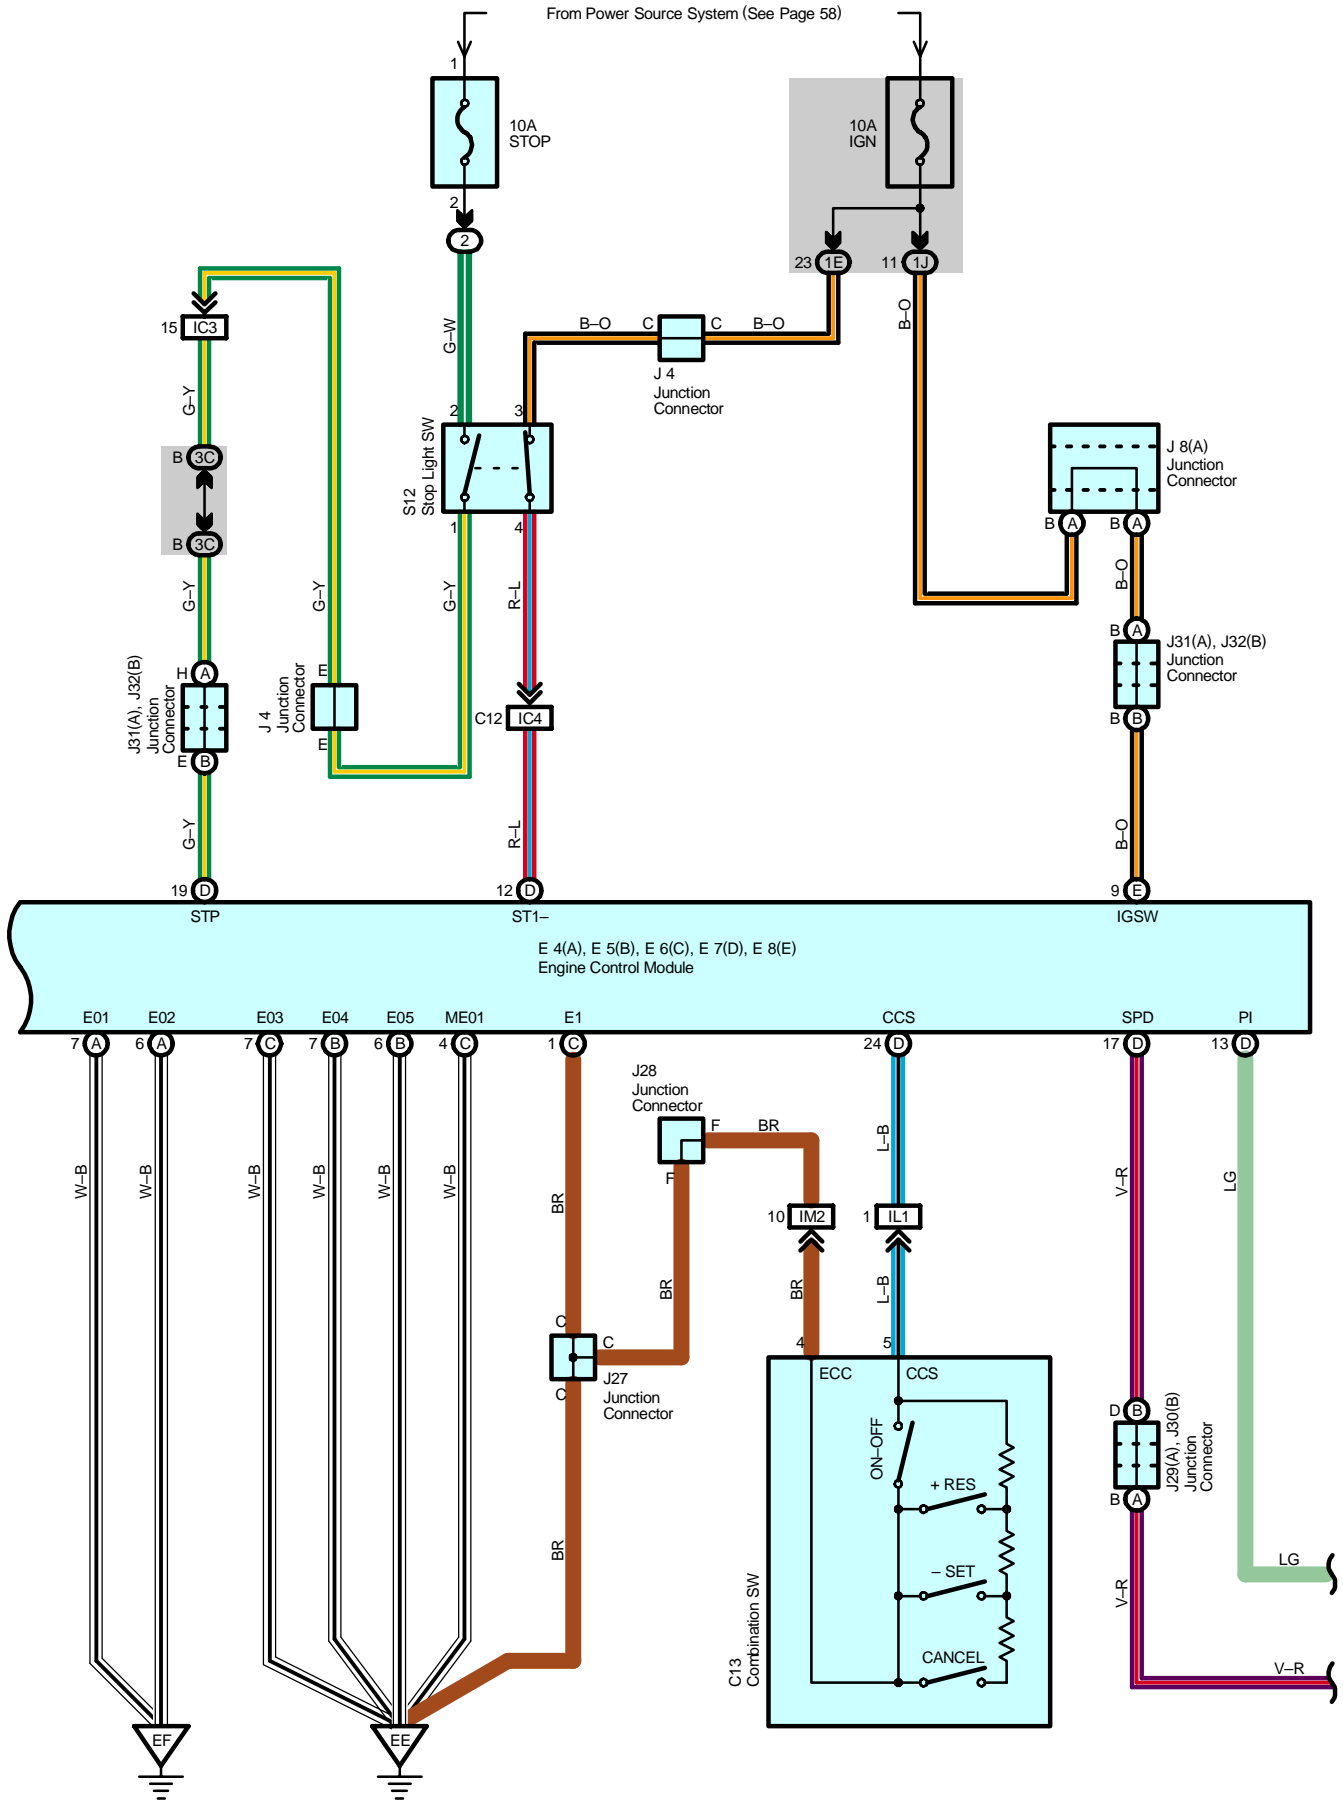 From Power Source System (See Page 58)
1
10A
STOP
10A
IGN
2
2
23 1E
11 1J
15 IC3
G–W
B–O
C
C
B–O
B–O
J 4
Junction
Connector
G–Y
2
3
S12
Stop Light SW
1
4
B 3C
B 3C
J 8(A)
Junction
Connector
B A
B A
G–Y
G–Y
G–Y
R–L
B–O
B A
J31(A), J32(B)
Junction
Connector
B B
H A
J31(A), J32(B)
Junction
Connector
E B
E
J 4
Junction
Connector
E
C12 IC4
G–Y
R–L
B–O
19 D
12 D
9 E
STP
ST1–
IGSW
E 4(A), E 5(B), E 6(C), E 7(D), E 8(E)
Engine Control Module
E01
E02
E03
E04
E05
ME01
E1
CCS
SPD
PI
7 A
6 A
7 C
7 B
6 B
4 C
1 C
24 D
17 D
13 D
J28
Junction
Connector
F
BR
F
W–B
W–B
W–B
W–B
W–B
W–B
BR
L–B
V–R
LG
10 IM2
1 IL1
BR
BR
L–B
C
C
C
J27
Junction
Connector
4
5
ECC
CCS
ON–OFF
+ RES
– SET
CANCEL
C13
Combination SW
D B
J29(A), J30(B)
Junction
Connector
B A
BR
V–R
LG
V–R
EF
EE